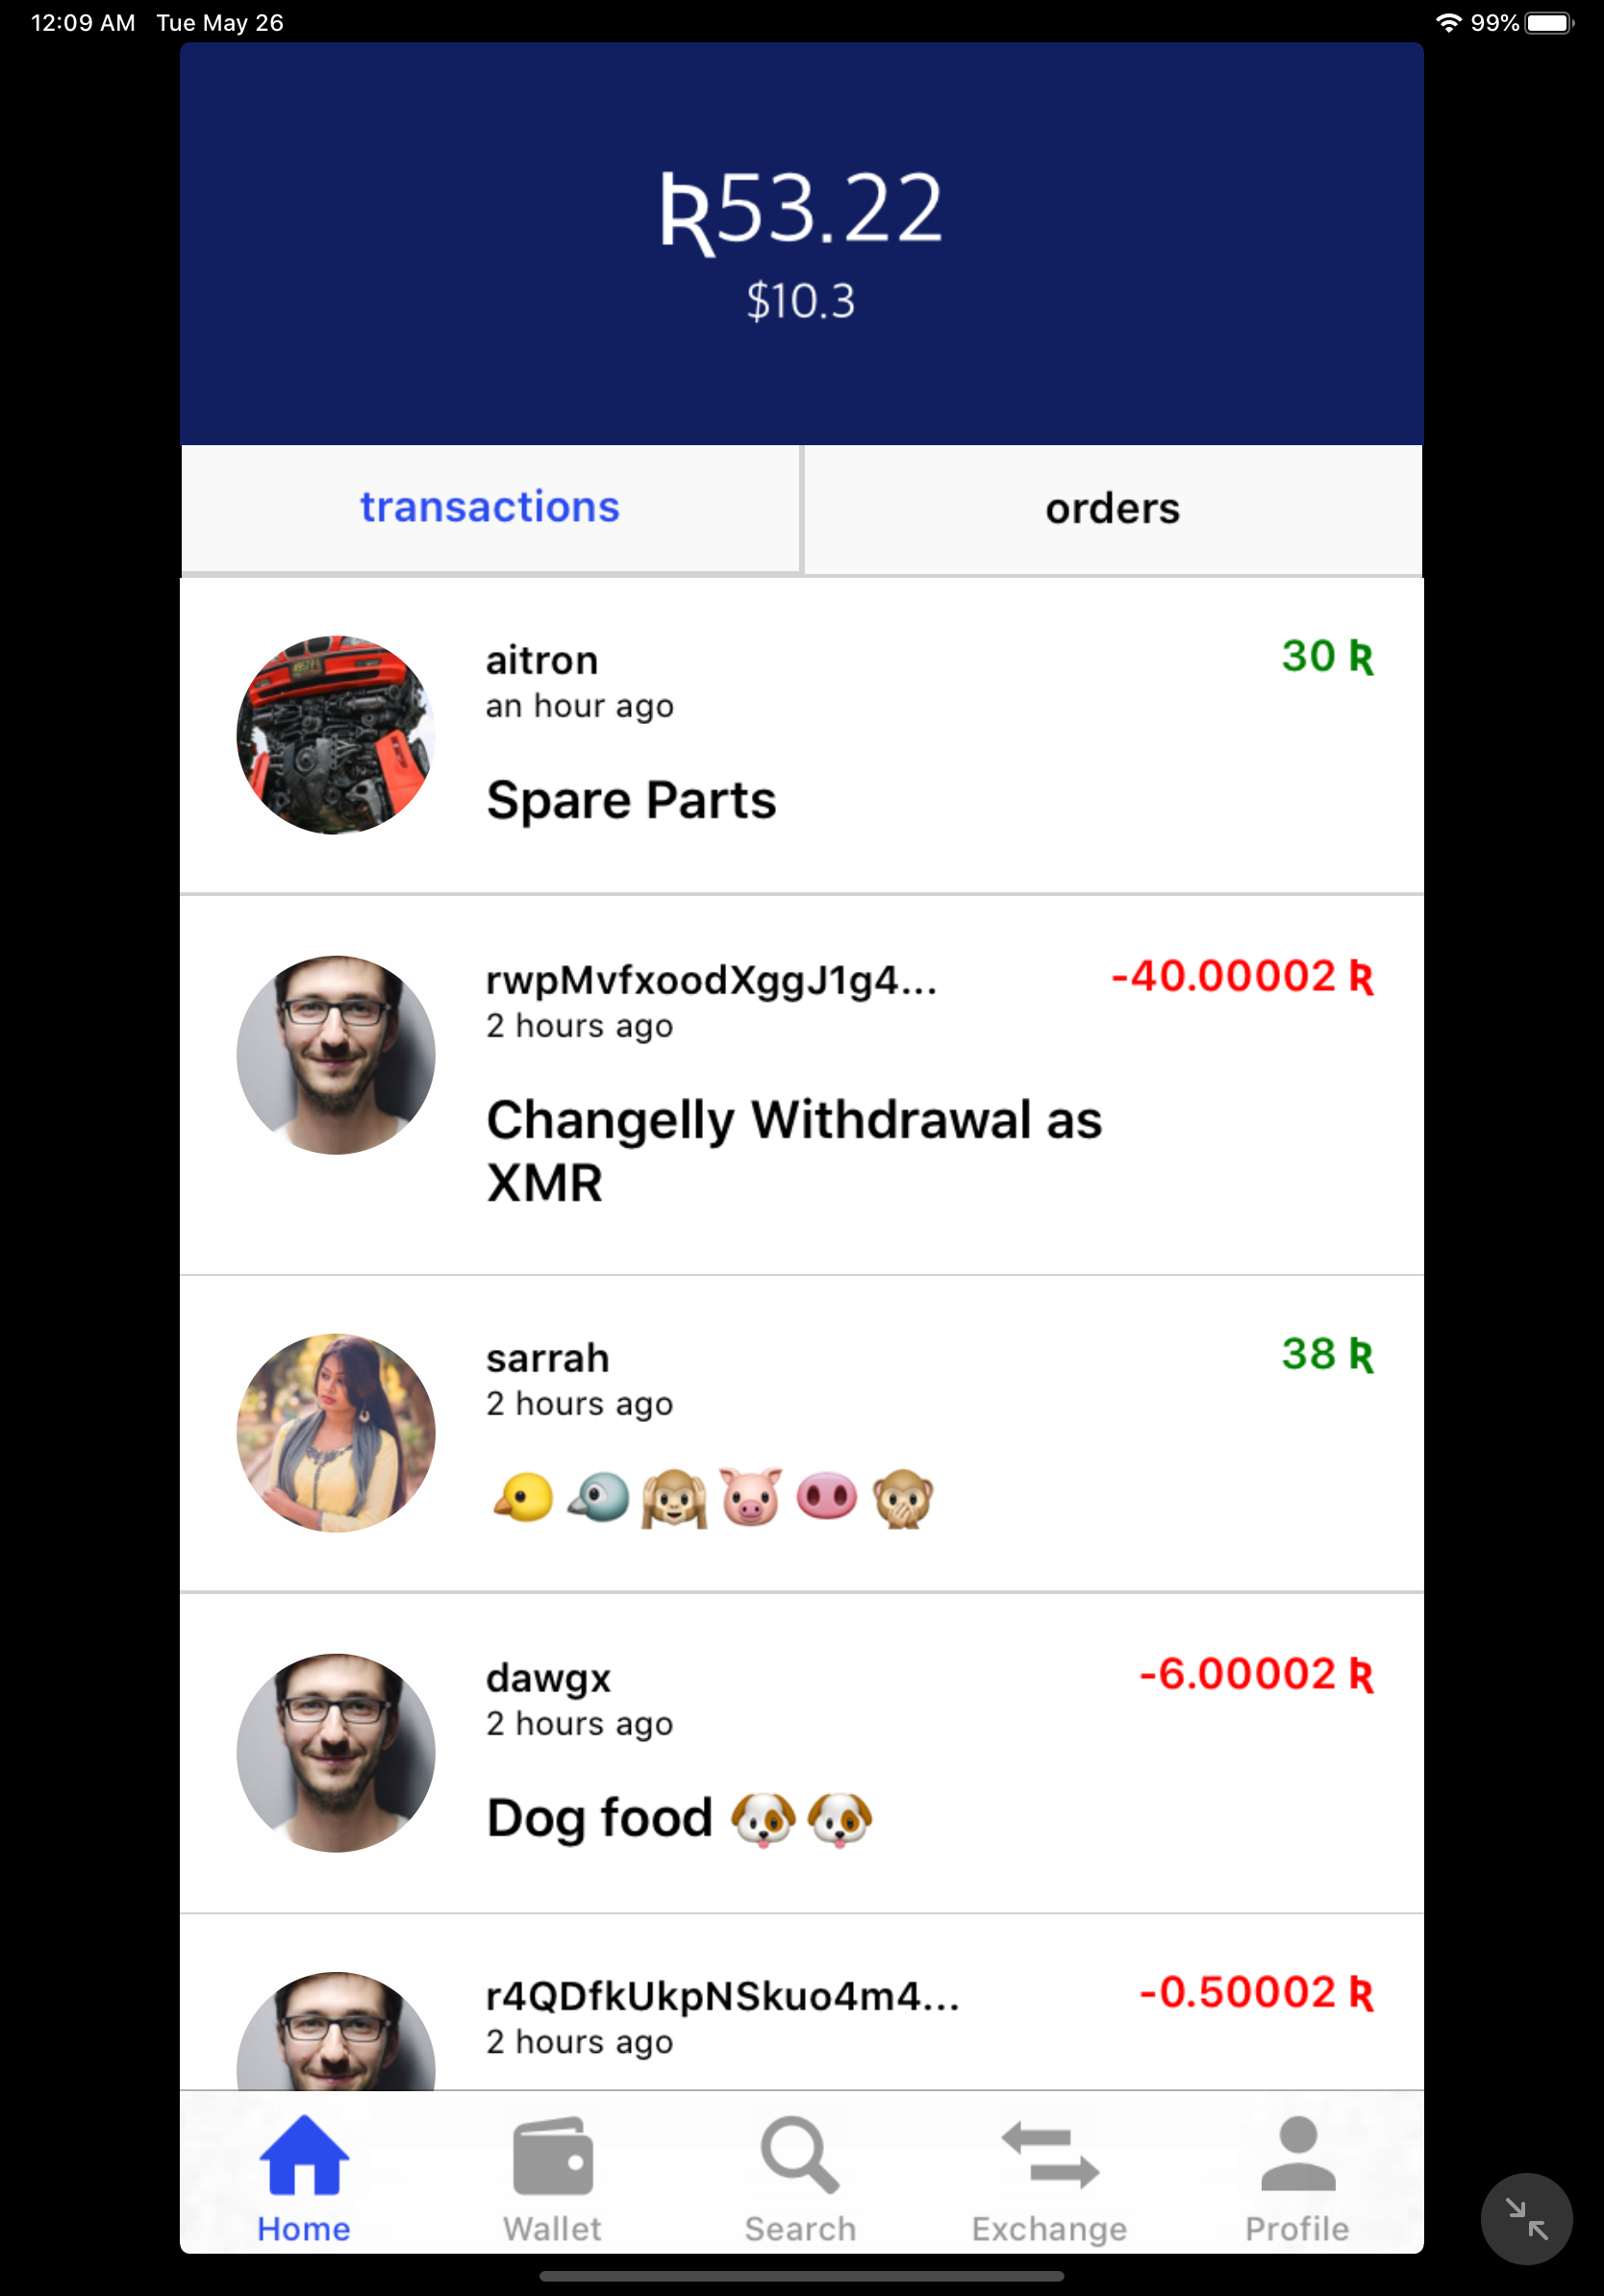 12:09 AM Tue May 26 99%
Ʀ53.22
$10.3
transactions orders
aitron 30 Ʀ
an hour ago
Spare Parts
rwpMvfxoodXggJ1g4... -40.00002 Ʀ
2 hours ago
Changelly Withdrawal as
XMR
sarrah 38 Ʀ
2 hours ago
🐤🐦🙉🐷🐽🙊
dawgx -6.00002 Ʀ
2 hours ago
Dog food 🐶🐶
r4QDfkUkpNSkuo4m4... -0.50002 Ʀ
2 hours ago
Home Wallet Search Exchange Profile